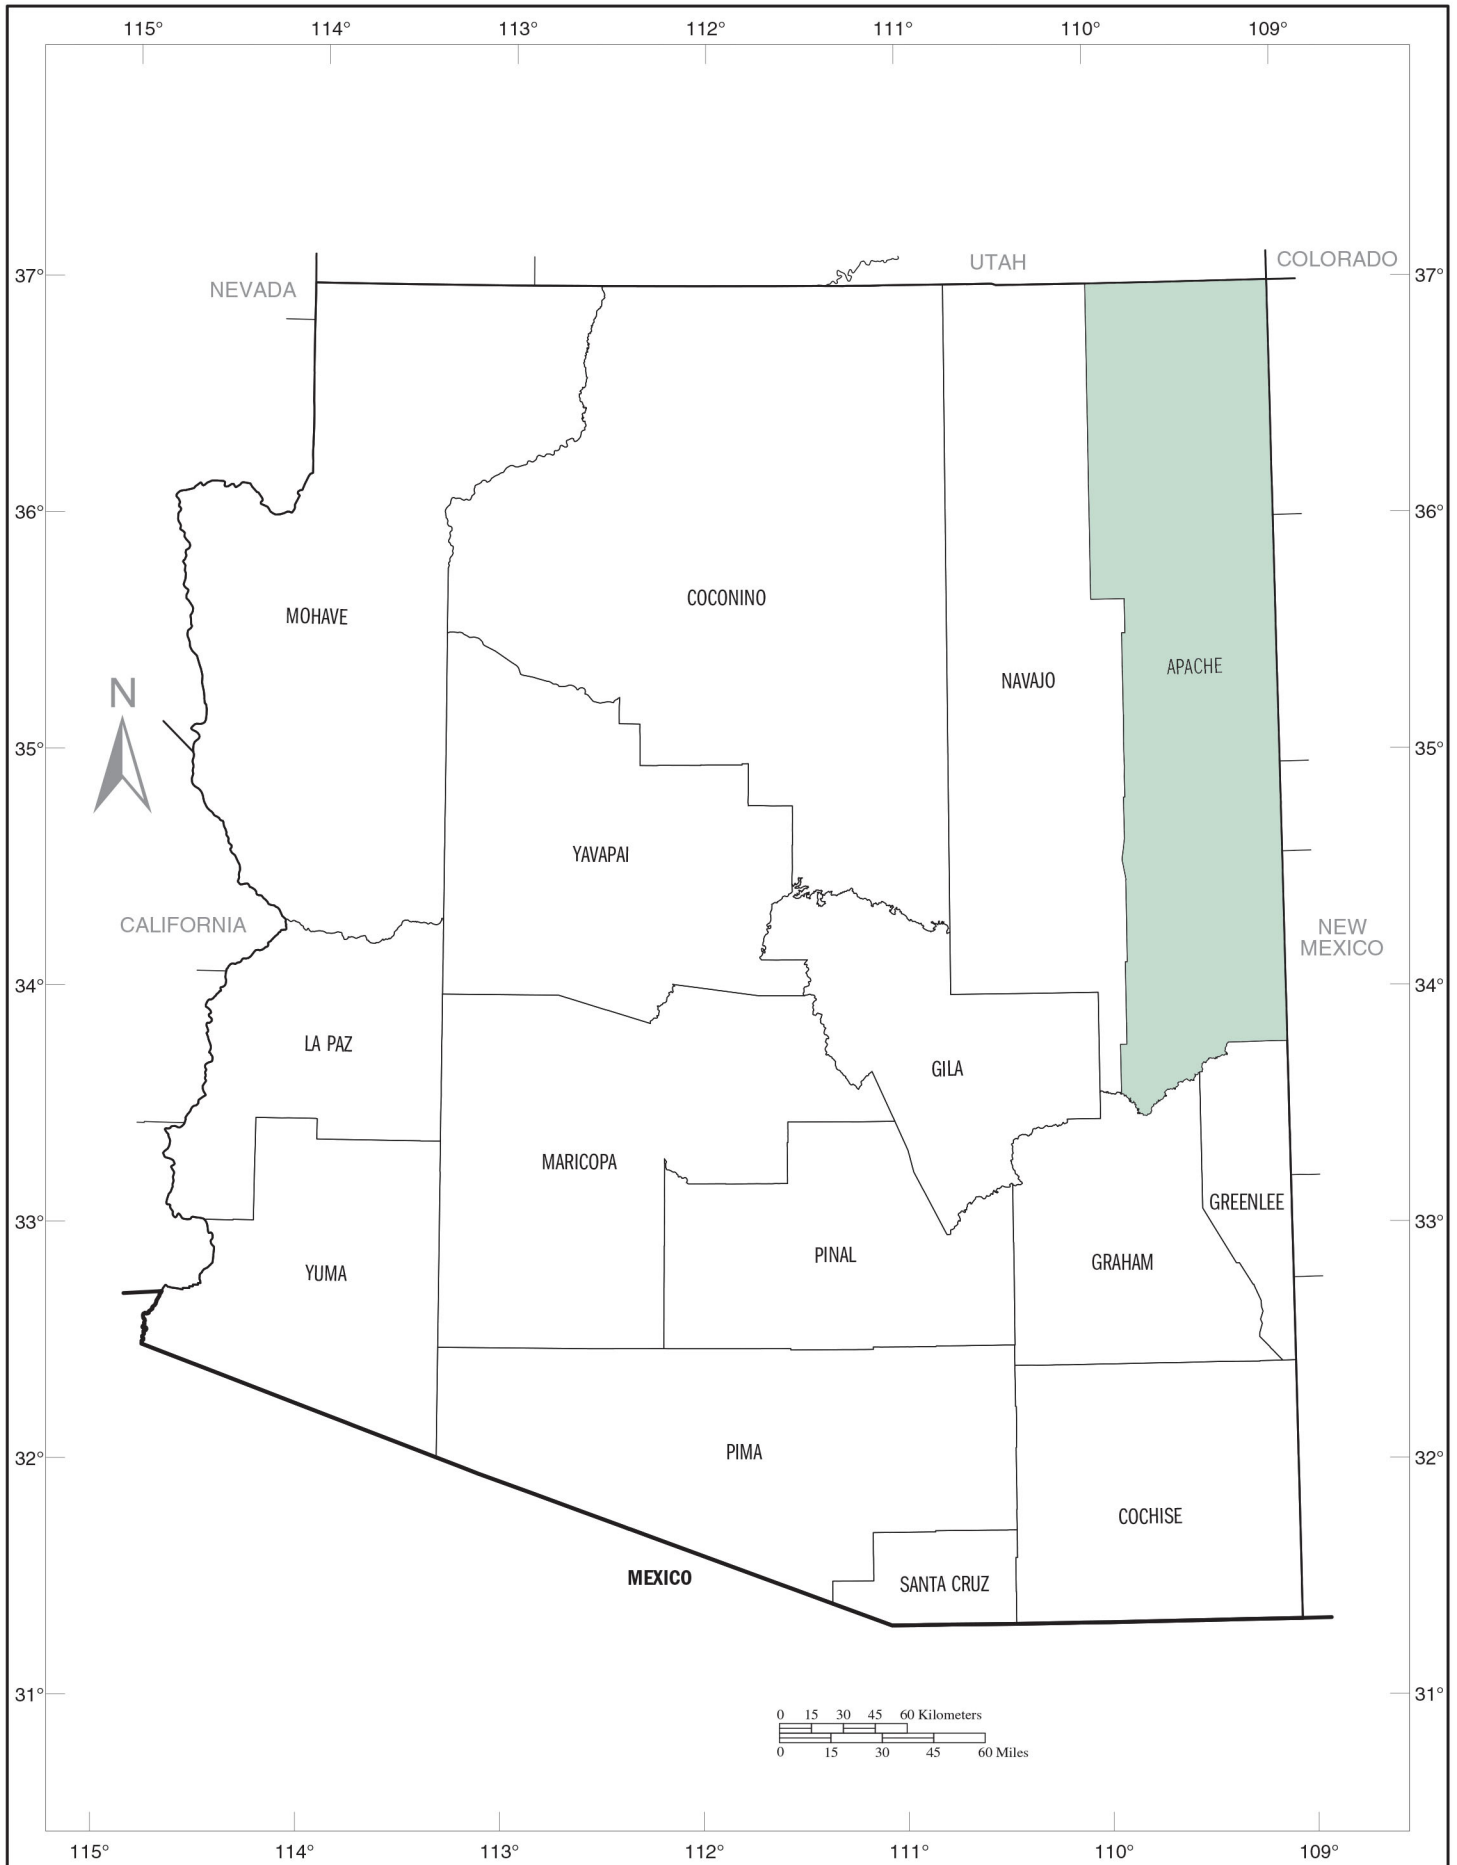 115° 114° 113° 112° 111° 110° 109°
UTAH COLORADO
37° 37°
NEVADA
36° 36°
COCONINO
MOHAVE
APACHE
NAVAJO
N
35° 35°
YAVAPAI
CALIFORNIA
NEW
MEXICO
34° 34°
LA PAZ
GILA
MARICOPA
GREENLEE
33° 33°
PINAL
GRAHAM
YUMA
PIMA
32° 32°
COCHISE
MEXICO
SANTA CRUZ
31° 31°
0 15 30 45 60 Kilometers
0 15 30 45 60 Miles
115° 114° 113° 112° 111° 110° 109°